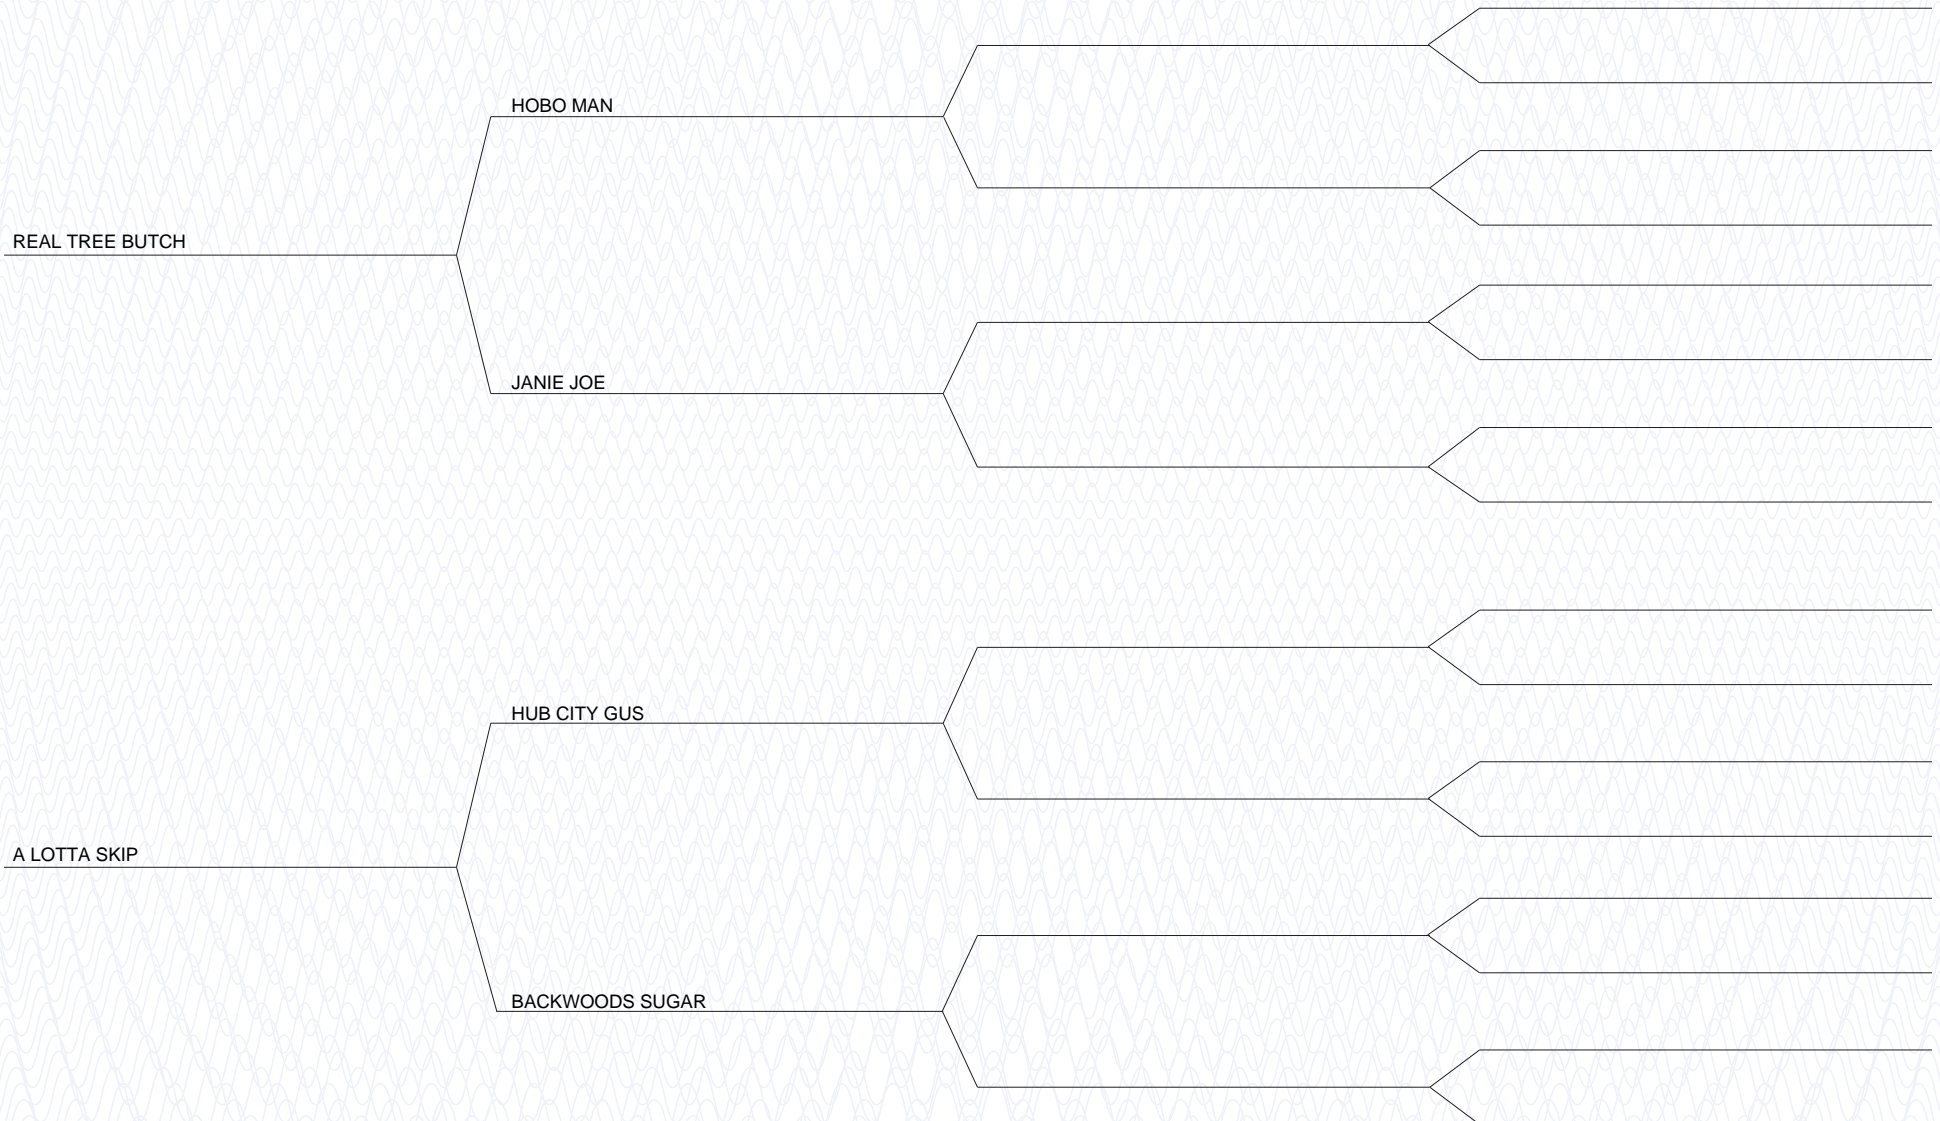 HOBO MAN
REAL TREE BUTCH
JANIE JOE
HUB CITY GUS
A LOTTA SKIP
BACKWOODS SUGAR